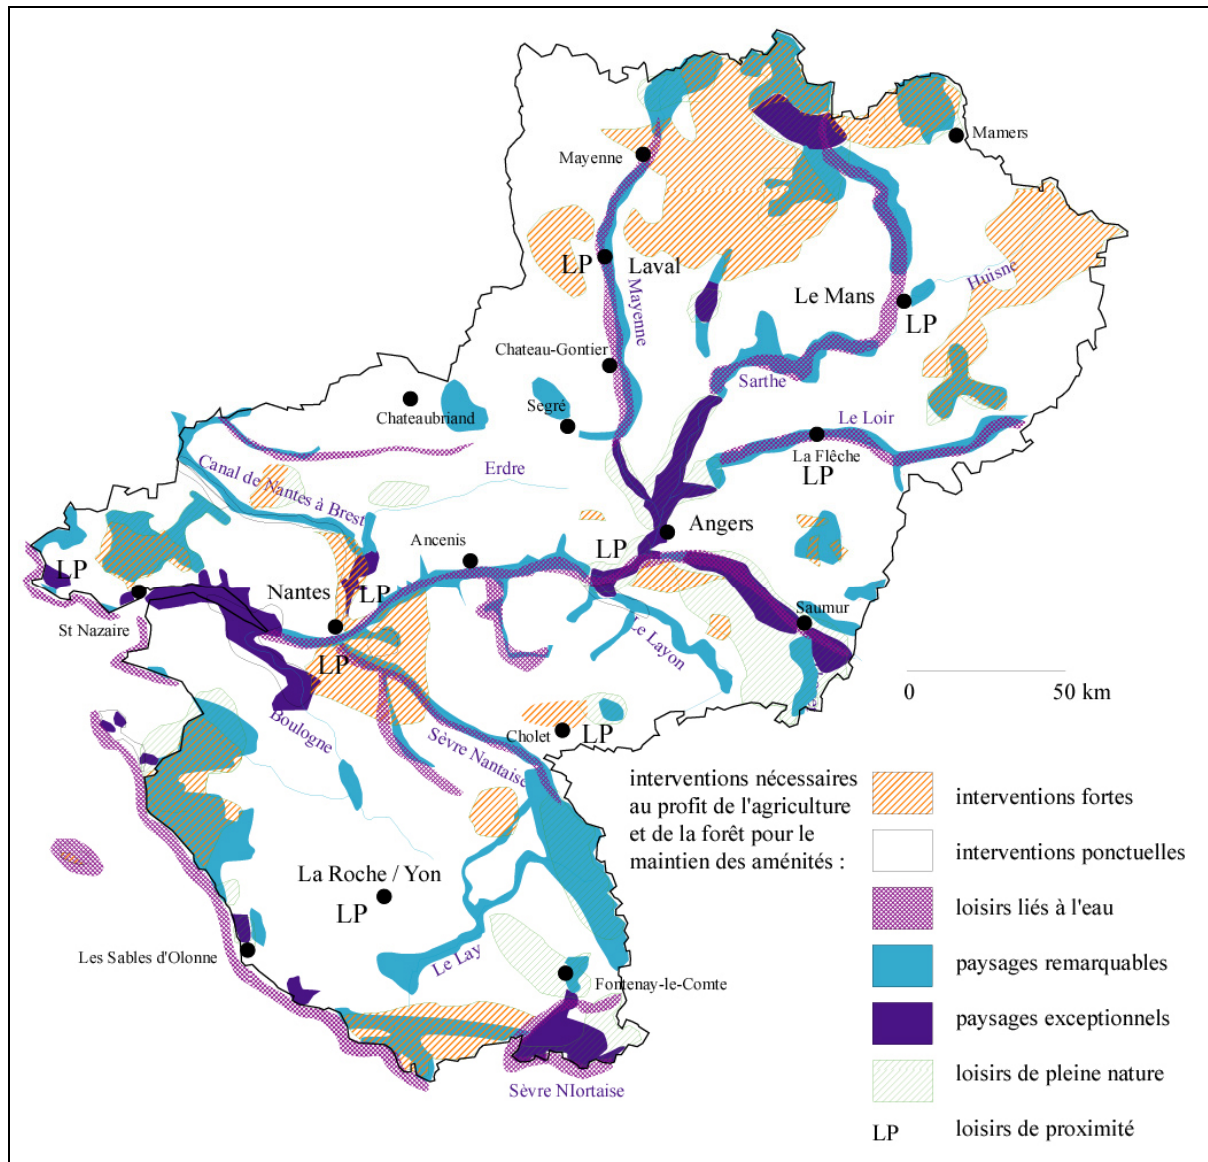 Mamers
Mayenne
LP
Laval
Mayenne
Huisne
Le Mans
LP
Chateau-Gontier
Sarthe
Chateaubriand
Segré
Le Loir
La Flêche
LP
Canal de Nantes à Brest
Erdre
Angers
Ancenis
LP
LP
Nantes
LP
St Nazaire
Saumur
Le Layon
LP
0
50 km
Boulogne
Sèvre Nantaise
Cholet
LP
interventions nécessaires
au profit de l'agriculture
et de la forêt pour le
maintien des aménités :
interventions fortes
interventions ponctuelles
loisirs liés à l'eau
paysages remarquables
paysages exceptionnels
loisirs de pleine nature
LP loisirs de proximité
La Roche / Yon
LP
Les Sables d'Olonne
Le Lay
Fontenay-le-Comte
Sèvre NIortaise